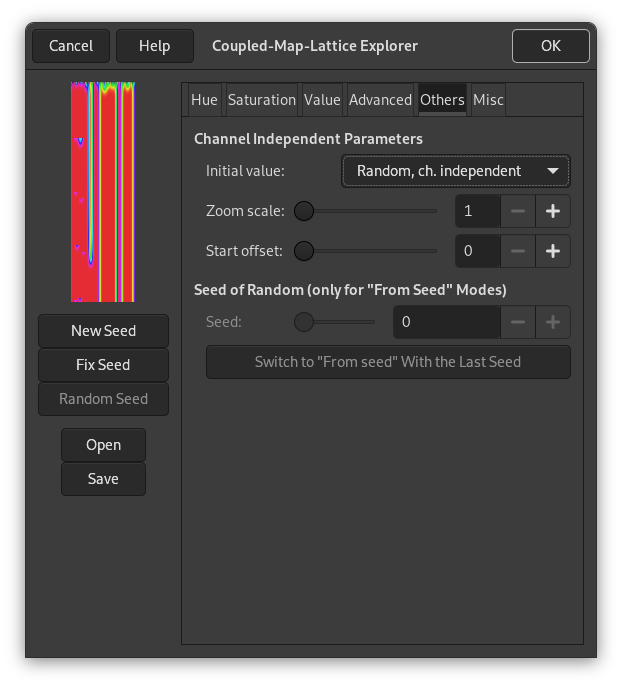 Cancel
Help
Coupled-Map-Lattice Explorer
OK
Hue
Saturation
Value
Advanced
Others
Misc
Channel Independent Parameters
Initial value:
Random, ch. independent
Zoom scale:
1
Start offset:
0
Seed of Random (only for "From Seed" Modes)
Seed:
0
Switch to "From seed" With the Last Seed
New Seed
Fix Seed
Random Seed
Open
Save